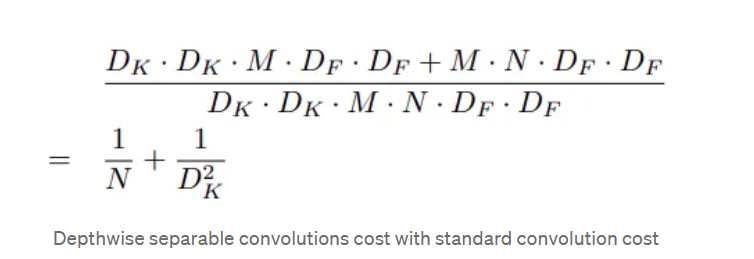 D_K · D_K · M · D_F · D_F + M · N · D_F · D_F
D_K · D_K · M · N · D_F · D_F
= 1/N + 1/D_K^2
Depthwise separable convolutions cost with standard convolution cost